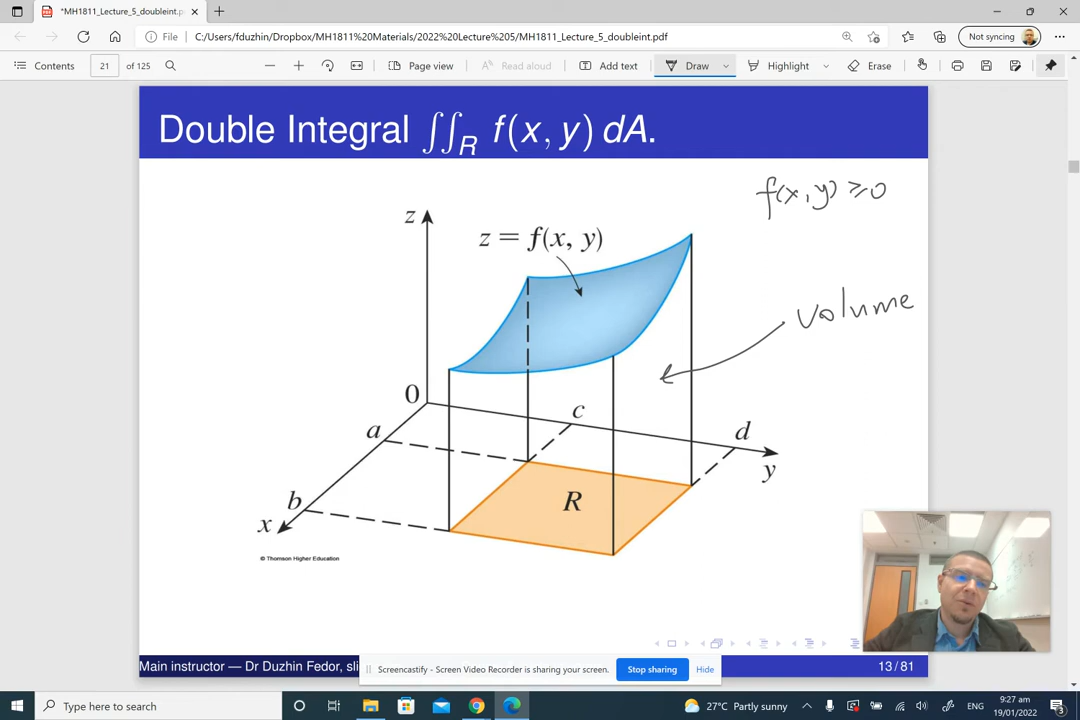 *MH1811_Lecture_5_doubleint.p
File
C:/Users/fduzhin/Dropbox/MH1811%20Materials/2022%20Lecture%205/MH1811_Lecture_5_doubleint.pdf
Not syncing
Contents
21
of 125
Page view
Read aloud
Add text
Draw
Highlight
Erase
Double Integral ∫∫_R f(x, y) dA.
f(x, y) ≥ 0
z
z = f(x, y)
volume
0
c
a
d
y
b
R
x
© Thomson Higher Education
Main instructor — Dr Duzhin Fedor, sli
13 / 81
Screencastify - Screen Video Recorder is sharing your screen.
Stop sharing
Hide
Type here to search
27°C Partly sunny
ENG
9:27 am
19/01/2022
3